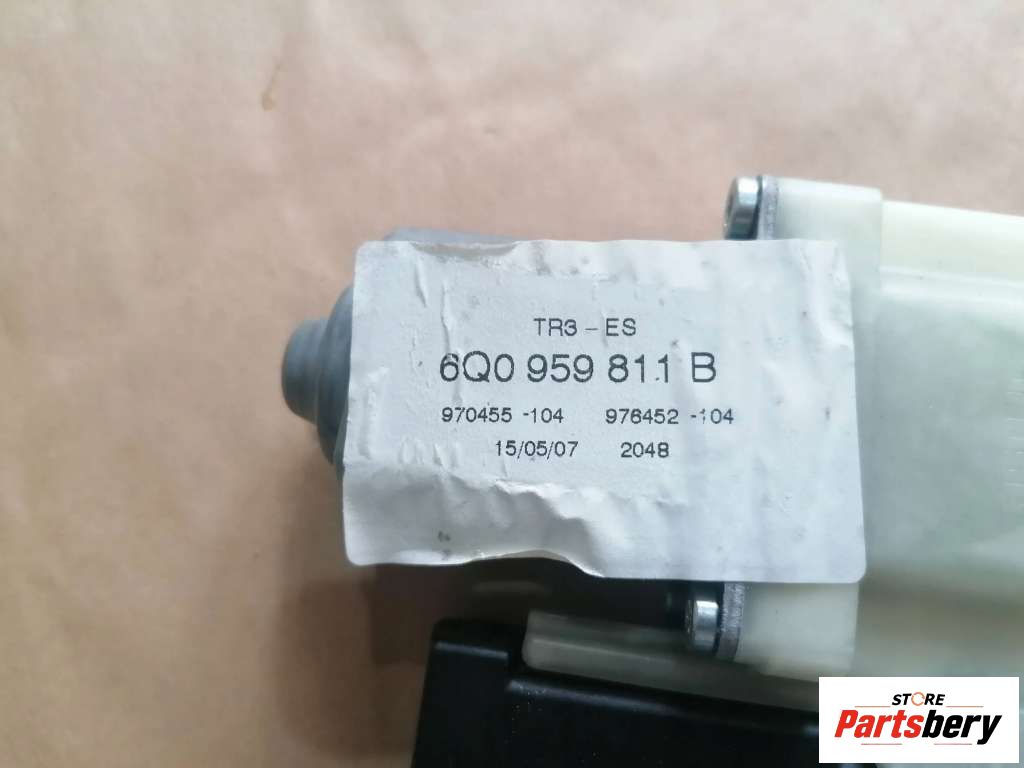 TR3 - ES
6Q0 959 811 B
970455 -104 976452 -104
15/05/07 2048
STORE
Partsbery